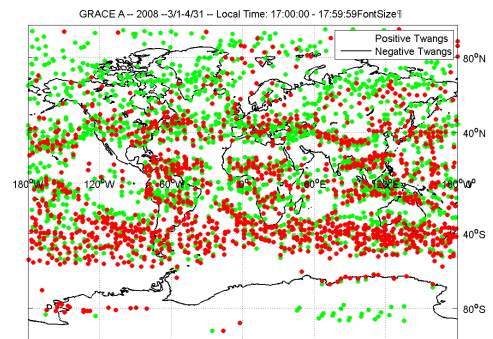 GRACE A -- 2008 --3/1-4/31 -- Local Time: 17:00:00 - 17:59:59FontSize¶
Positive Twangs
Negative Twangs
80°N
40°N
180°W 120°W 60°W 0° 60°E 120°E 180°W
40°S
80°S